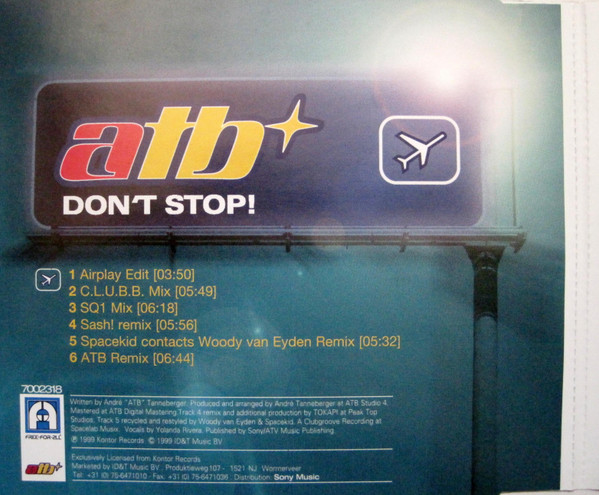 atb
DON'T STOP!
1 Airplay Edit [03:50]
2 C.L.U.B.B. Mix [05:49]
3 SQ1 Mix [06:18]
4 Sash! remix [05:56]
5 Spacekid contacts Woody van Eyden Remix [05:32]
6 ATB Remix [06:44]
7002318
FREE-FOR-2LL
atb
Written by André "ATB" Tanneberger. Produced and arranged by André Tanneberger at ATB Studio 4.
Mastered at ATB Digital Mastering. Track 4 remix and additional production by TOKAPI at Peak Top
Studios. Track 5 recycled and restyled by Woody van Eyden & Spacekid. A Clubgroove Recording at
Spacelab Musik. Vocals by Yolanda Rivera. Published by Sony/ATV Music Publishing.
℗ 1999 Kontor Records © 1999 ID&T Music BV
Exclusively Licensed from Kontor Records
Marketed by ID&T Music BV Produktieweg 107 - 1521 NJ Wormerveer
Tel: +31 (0) 75-6471010 · Fax: +31 (0) 75-6471036 Distribution: Sony Music